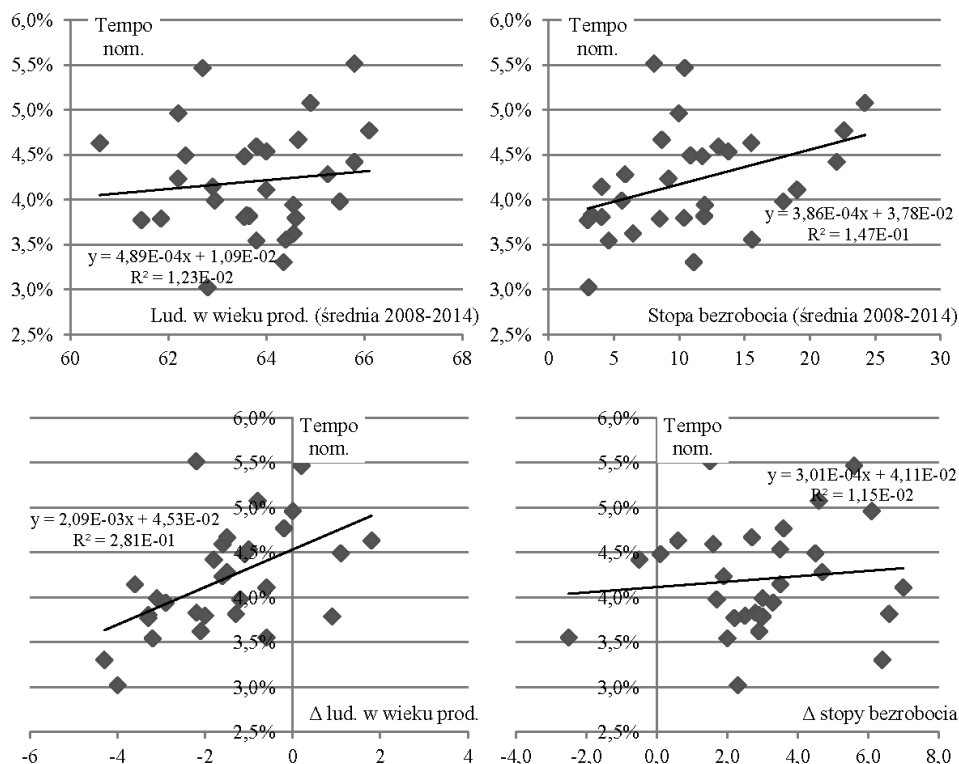 6,0%
Tempo
nom.
5,5%
5,0%
4,5%
4,0%
3,5%
y = 4,89E-04x + 1,09E-02
R² = 1,23E-02
3,0%
Lud. w wieku prod. (średnia 2008-2014)
2,5%
60 62 64 66 68
6,0%
Tempo
nom.
5,5%
5,0%
4,5%
4,0%
y = 3,86E-04x + 3,78E-02
R² = 1,47E-01
3,5%
3,0%
Stopa bezrobocia (średnia 2008-2014)
2,5%
0 5 10 15 20 25 30
6,0%
Tempo
nom.
5,5%
5,0%
y = 2,09E-03x + 4,53E-02
R² = 2,81E-01
4,5%
4,0%
3,5%
3,0%
Δ lud. w wieku prod.
2,5%
-6 -4 -2 0 2 4
6,0%
Tempo
nom.
5,5%
y = 3,01E-04x + 4,11E-02
R² = 1,15E-02
5,0%
4,5%
4,0%
3,5%
3,0%
Δ stopy bezrobocia
2,5%
-4,0 -2,0 0,0 2,0 4,0 6,0 8,0